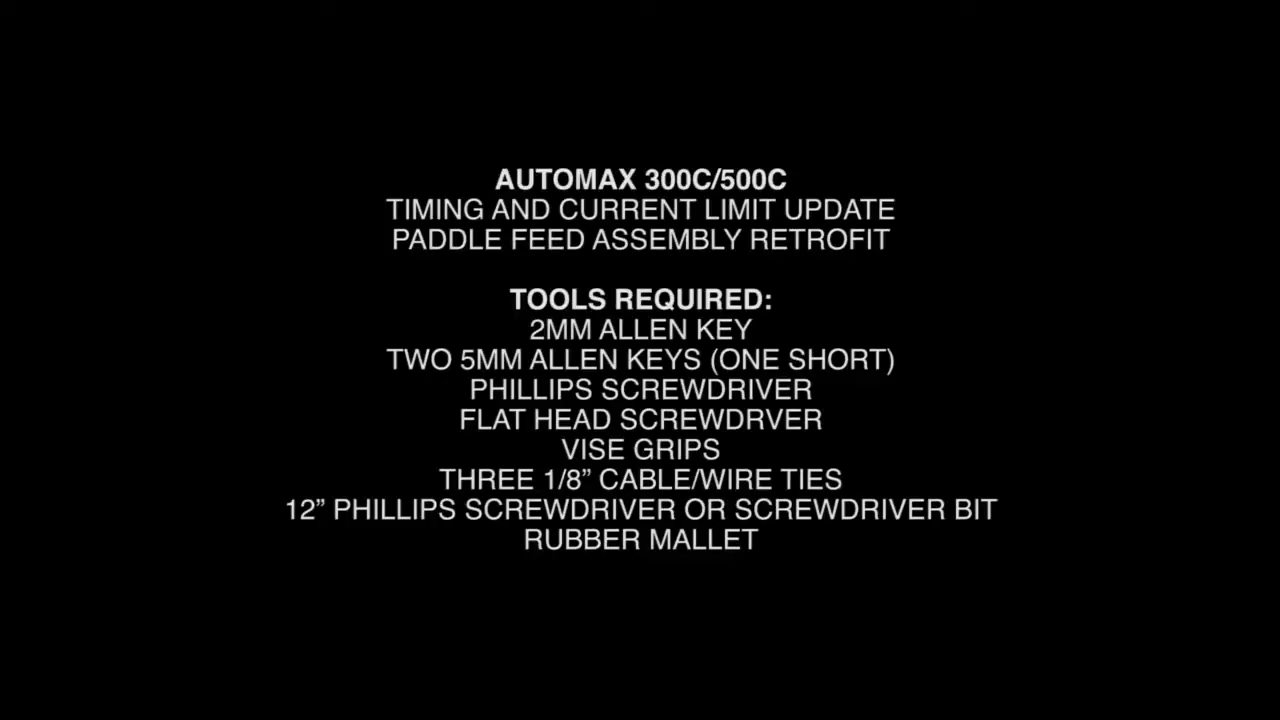 AUTOMAX 300C/500C
TIMING AND CURRENT LIMIT UPDATE
PADDLE FEED ASSEMBLY RETROFIT
TOOLS REQUIRED:
2MM ALLEN KEY
TWO 5MM ALLEN KEYS (ONE SHORT)
PHILLIPS SCREWDRIVER
FLAT HEAD SCREWDRVER
VISE GRIPS
THREE 1/8” CABLE/WIRE TIES
12” PHILLIPS SCREWDRIVER OR SCREWDRIVER BIT
RUBBER MALLET